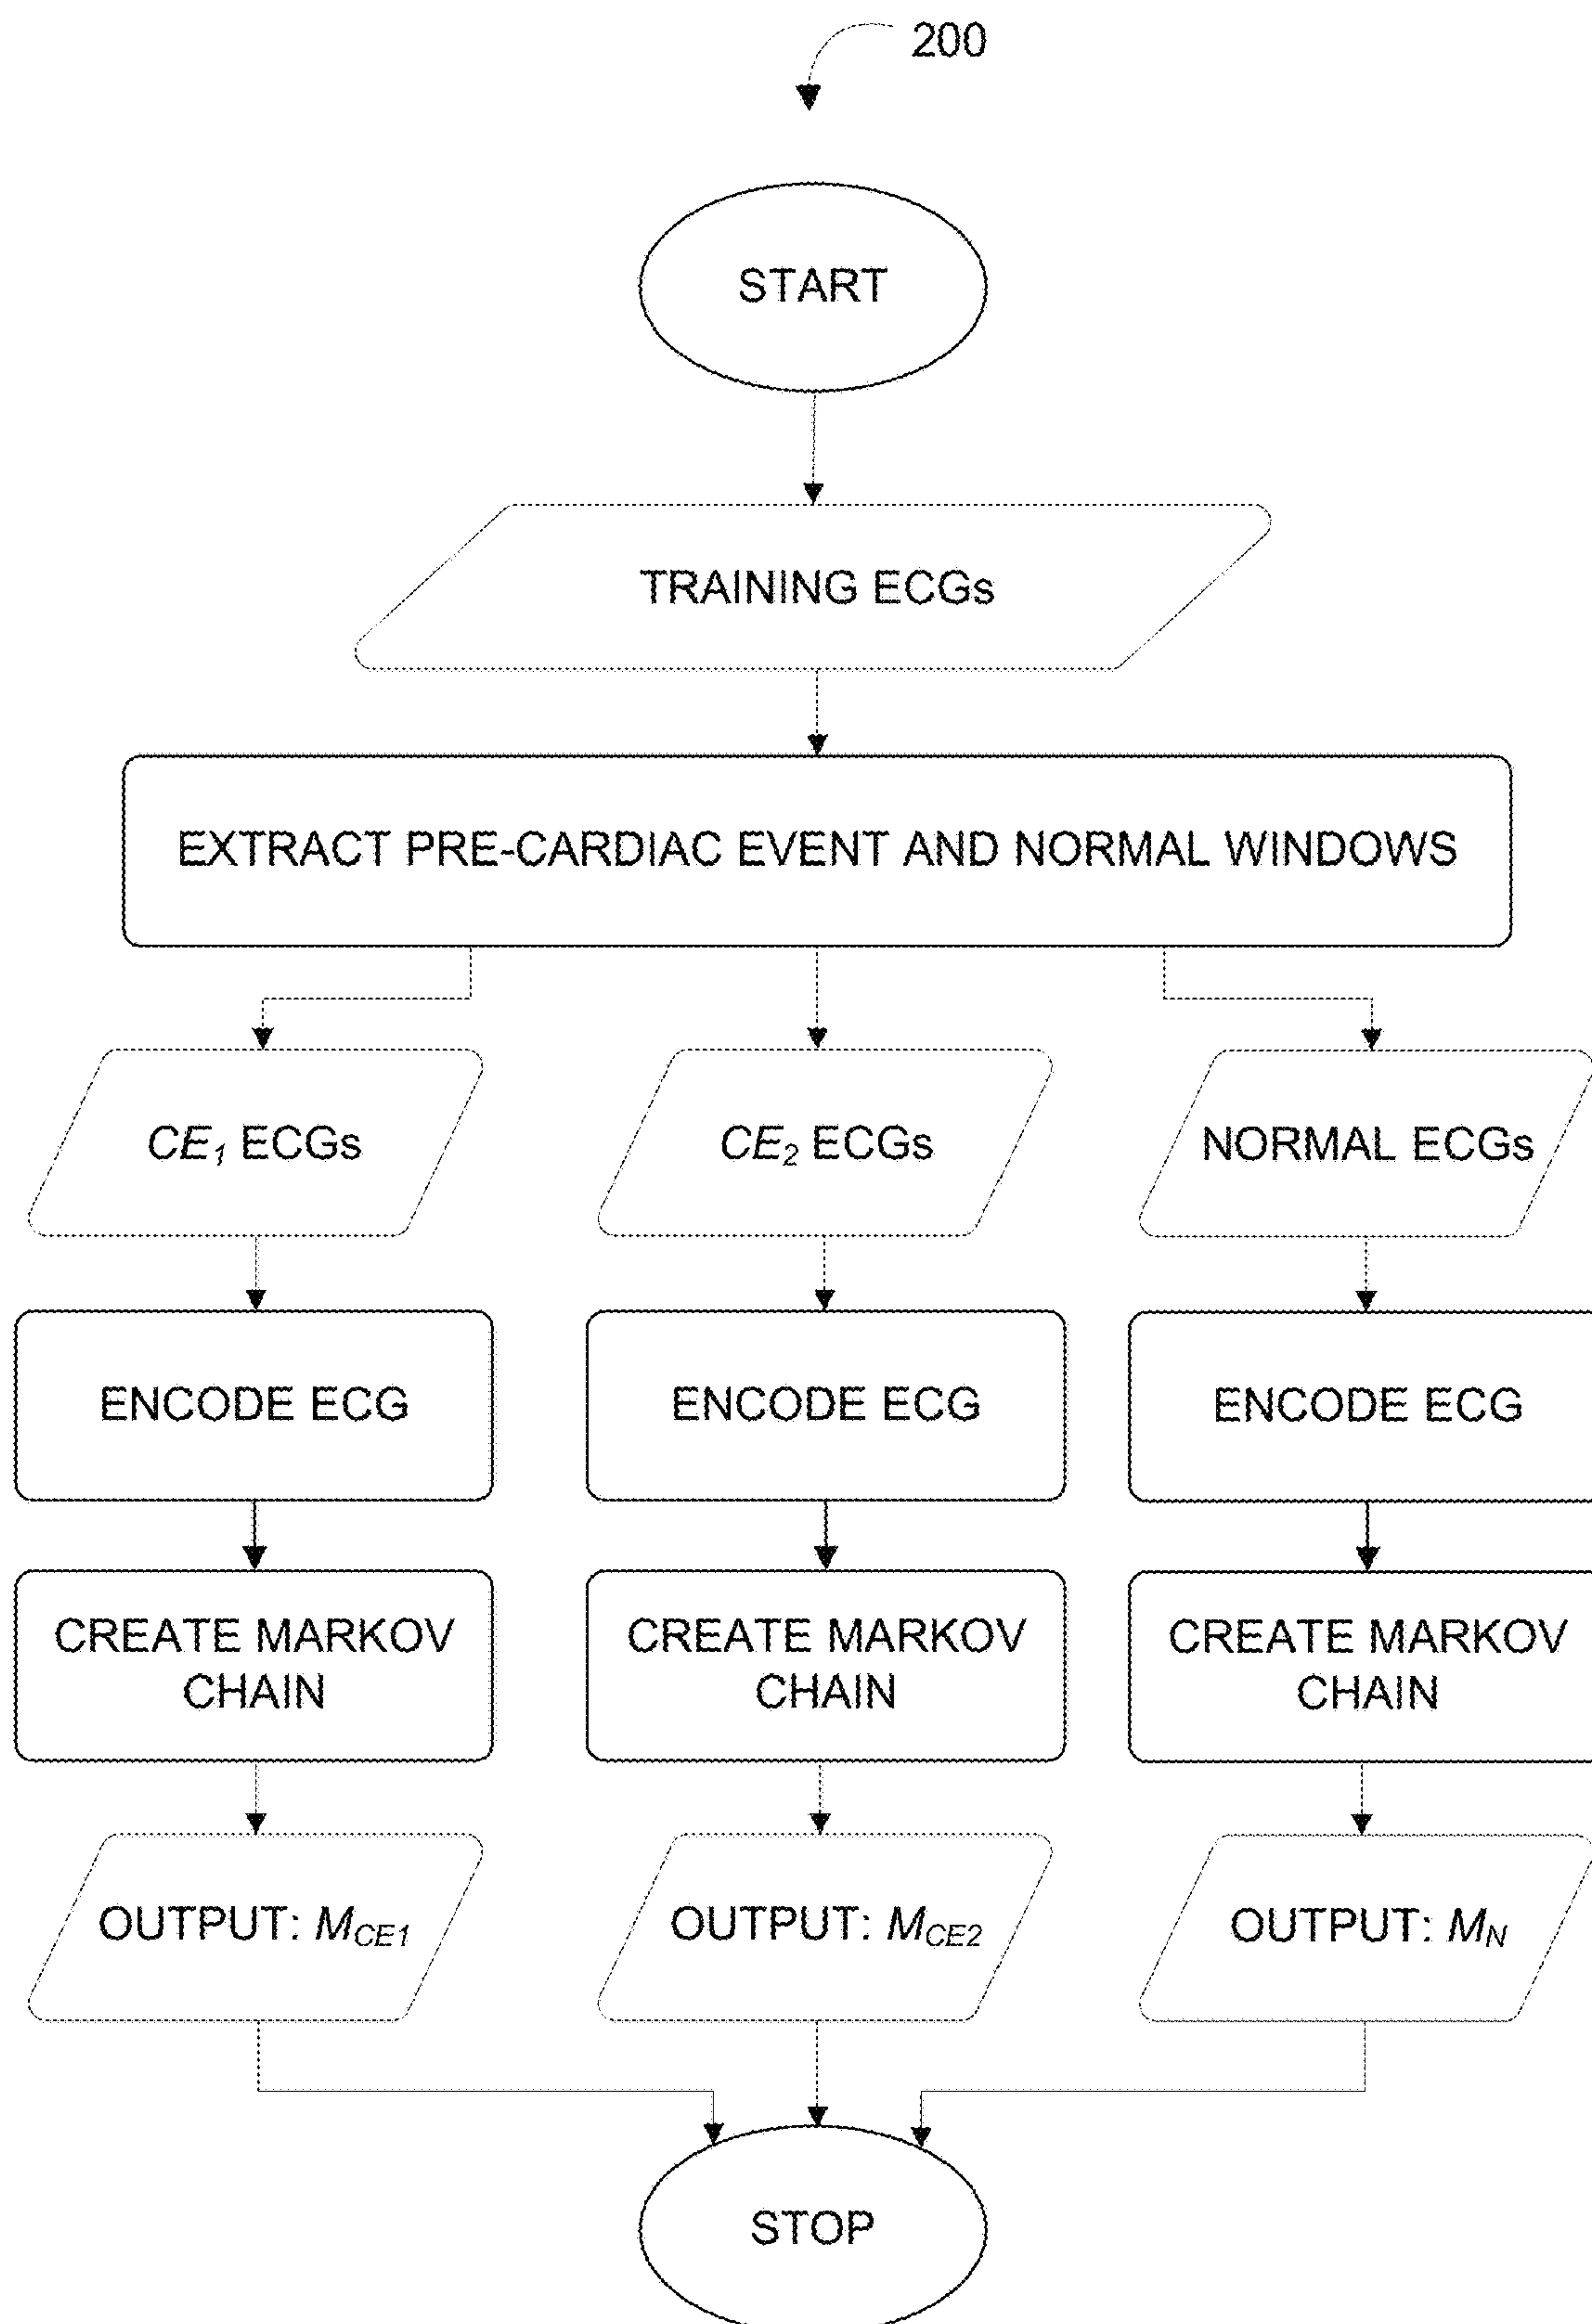 200
START
TRAINING ECGs
EXTRACT PRE-CARDIAC EVENT AND NORMAL WINDOWS
CE1 ECGs
CE2 ECGs
NORMAL ECGs
ENCODE ECG
ENCODE ECG
ENCODE ECG
CREATE MARKOV
CHAIN
CREATE MARKOV
CHAIN
CREATE MARKOV
CHAIN
OUTPUT: MCE1
OUTPUT: MCE2
OUTPUT: MN
STOP